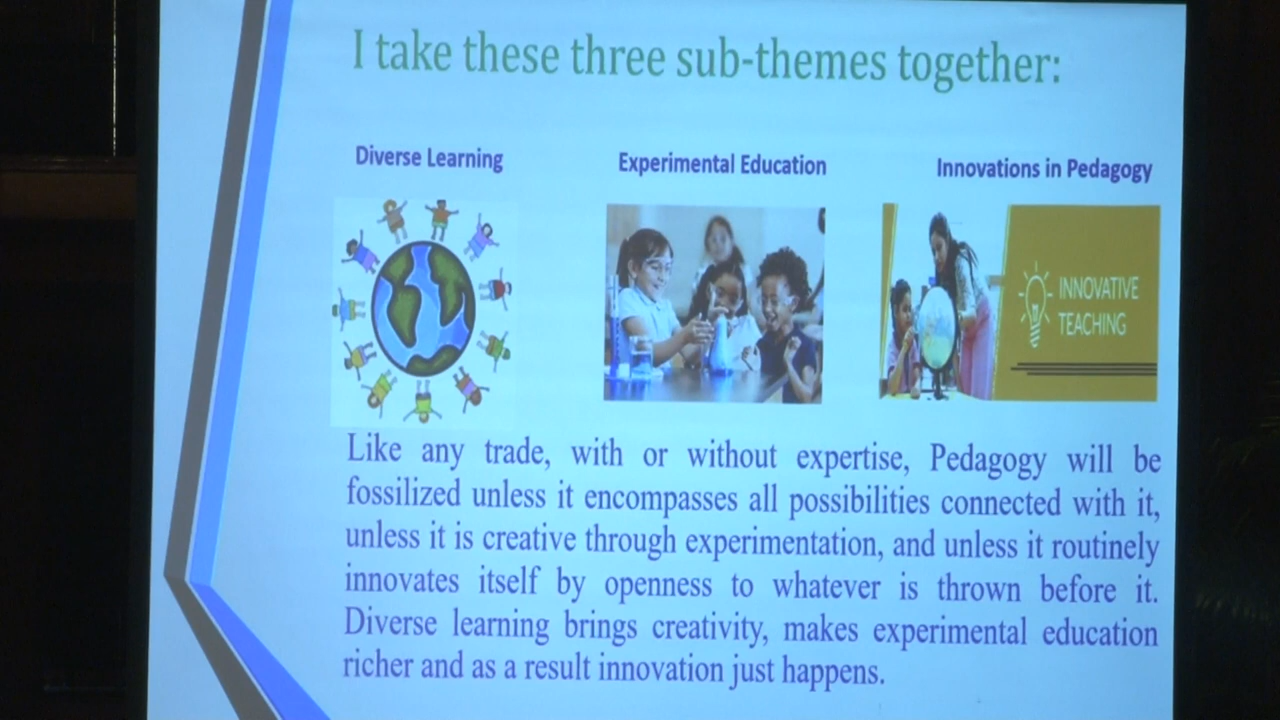 I take these three sub-themes together:
Diverse Learning
Experimental Education
Innovations in Pedagogy
INNOVATIVE
TEACHING
Like any trade, with or without expertise, Pedagogy will be
fossilized unless it encompasses all possibilities connected with it,
unless it is creative through experimentation, and unless it routinely
innovates itself by openness to whatever is thrown before it.
Diverse learning brings creativity, makes experimental education
richer and as a result innovation just happens.